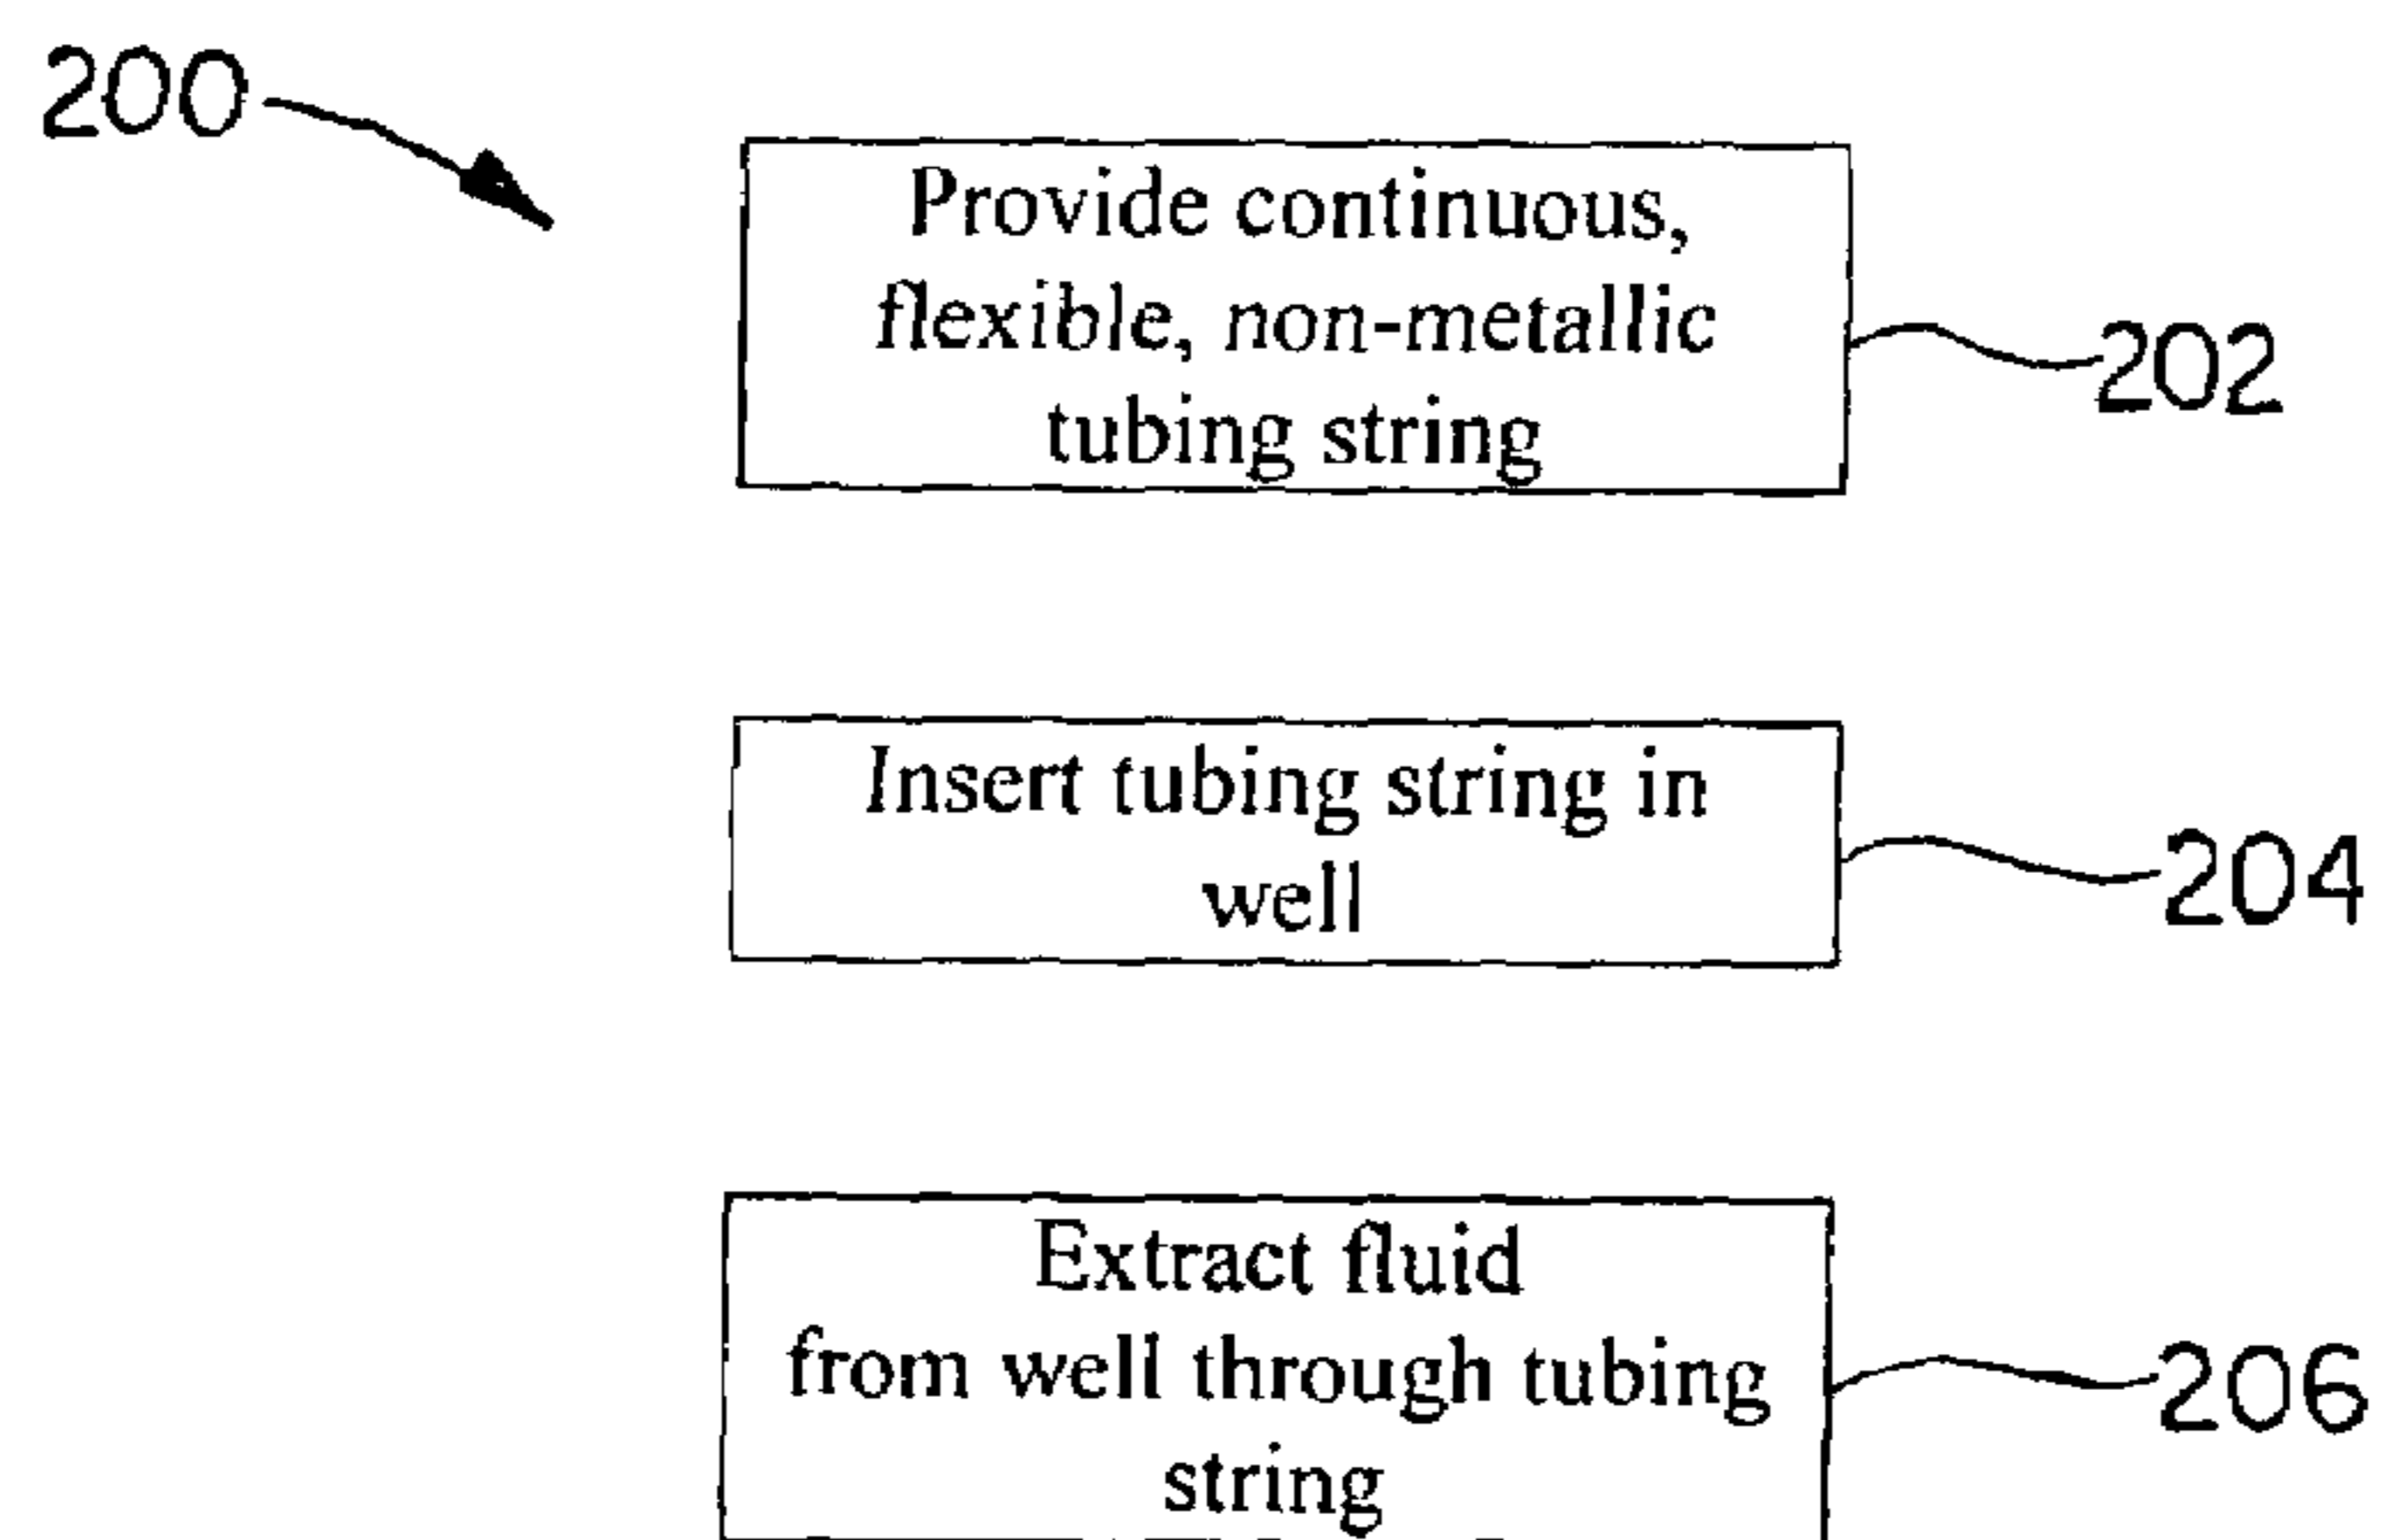 200
Provide continuous,
flexible, non-metallic
tubing string
202
Insert tubing string in
well
204
Extract fluid
from well through tubing
string
206